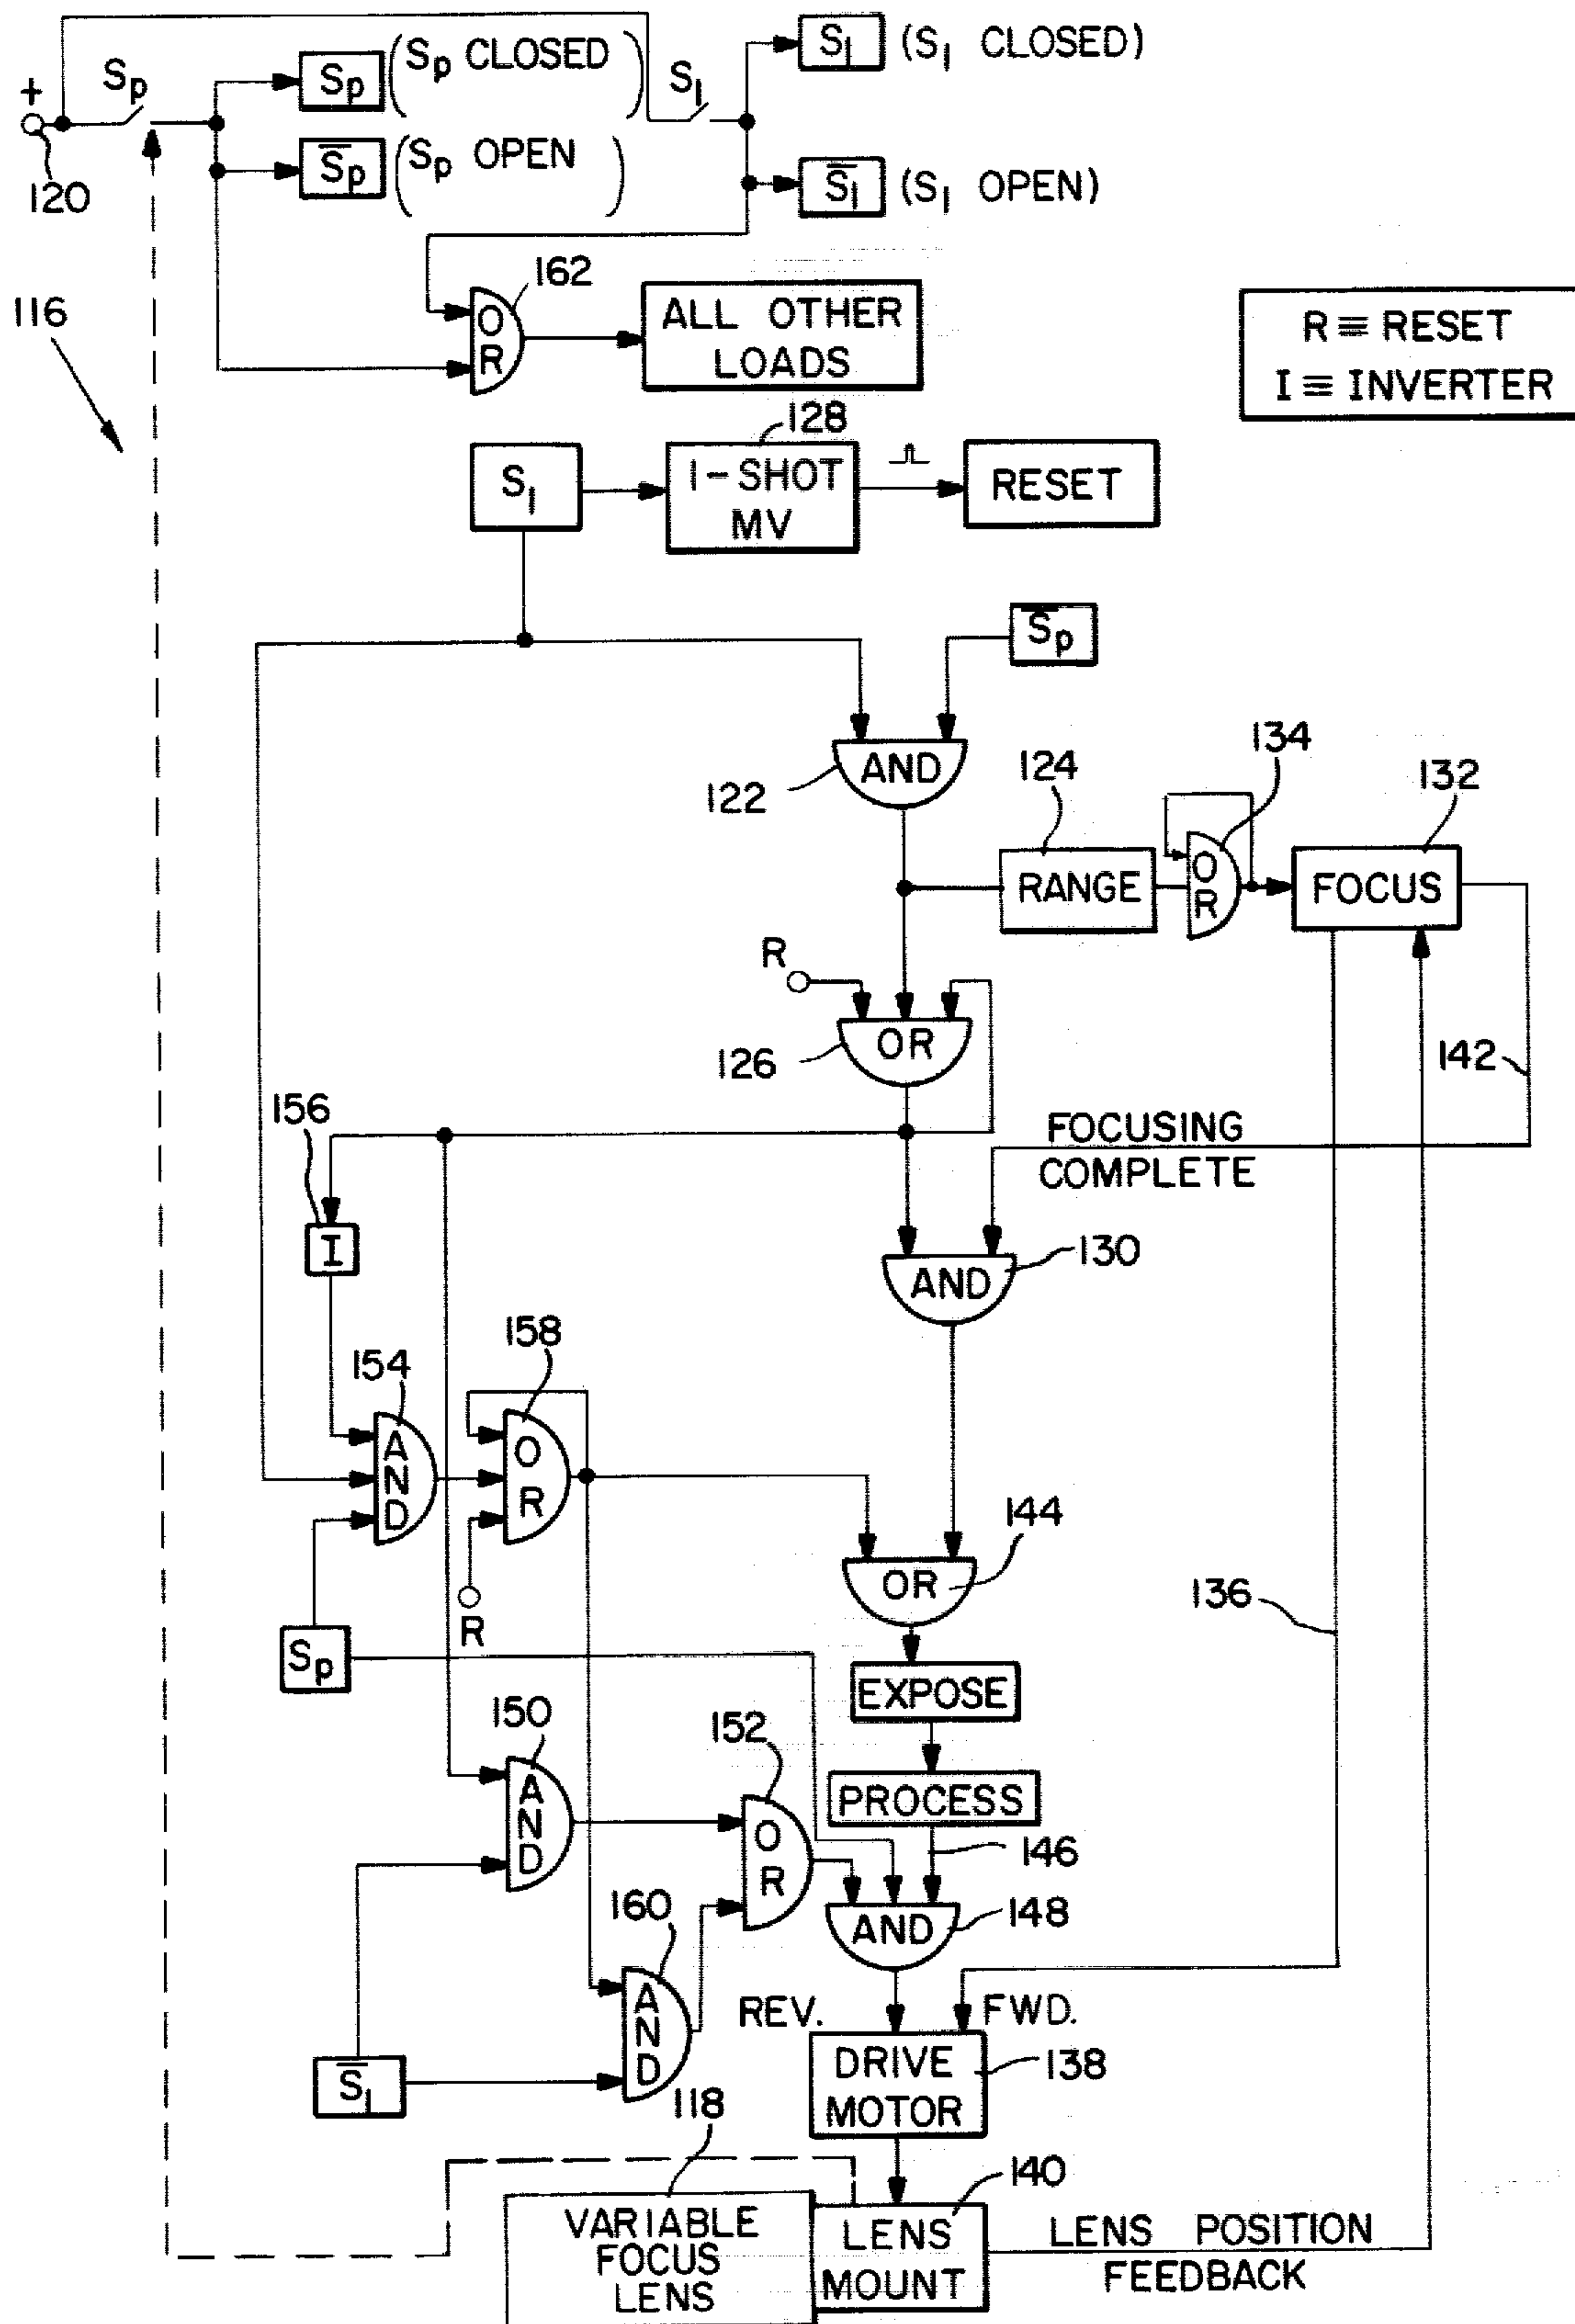 S1 (S1 CLOSED)
+ Sp Sp (Sp CLOSED) S1
S̅p (Sp OPEN) S̅1 (S1 OPEN)
120
162
116
OR
ALL OTHER
LOADS
R ≡ RESET
I ≡ INVERTER
128
S1
1-SHOT
MV
RESET
S̅p
AND
122
124
134
132
RANGE
OR
FOCUS
R
OR
126
142
156
FOCUSING
COMPLETE
I
AND
130
158
154
AND
OR
R
144
OR
136
Sp
EXPOSE
150
152
PROCESS
AND
OR
146
160
AND
148
AND
REV. FWD.
S̅1
DRIVE
MOTOR
138
118
140
VARIABLE
FOCUS
LENS
LENS
MOUNT
LENS POSITION
FEEDBACK